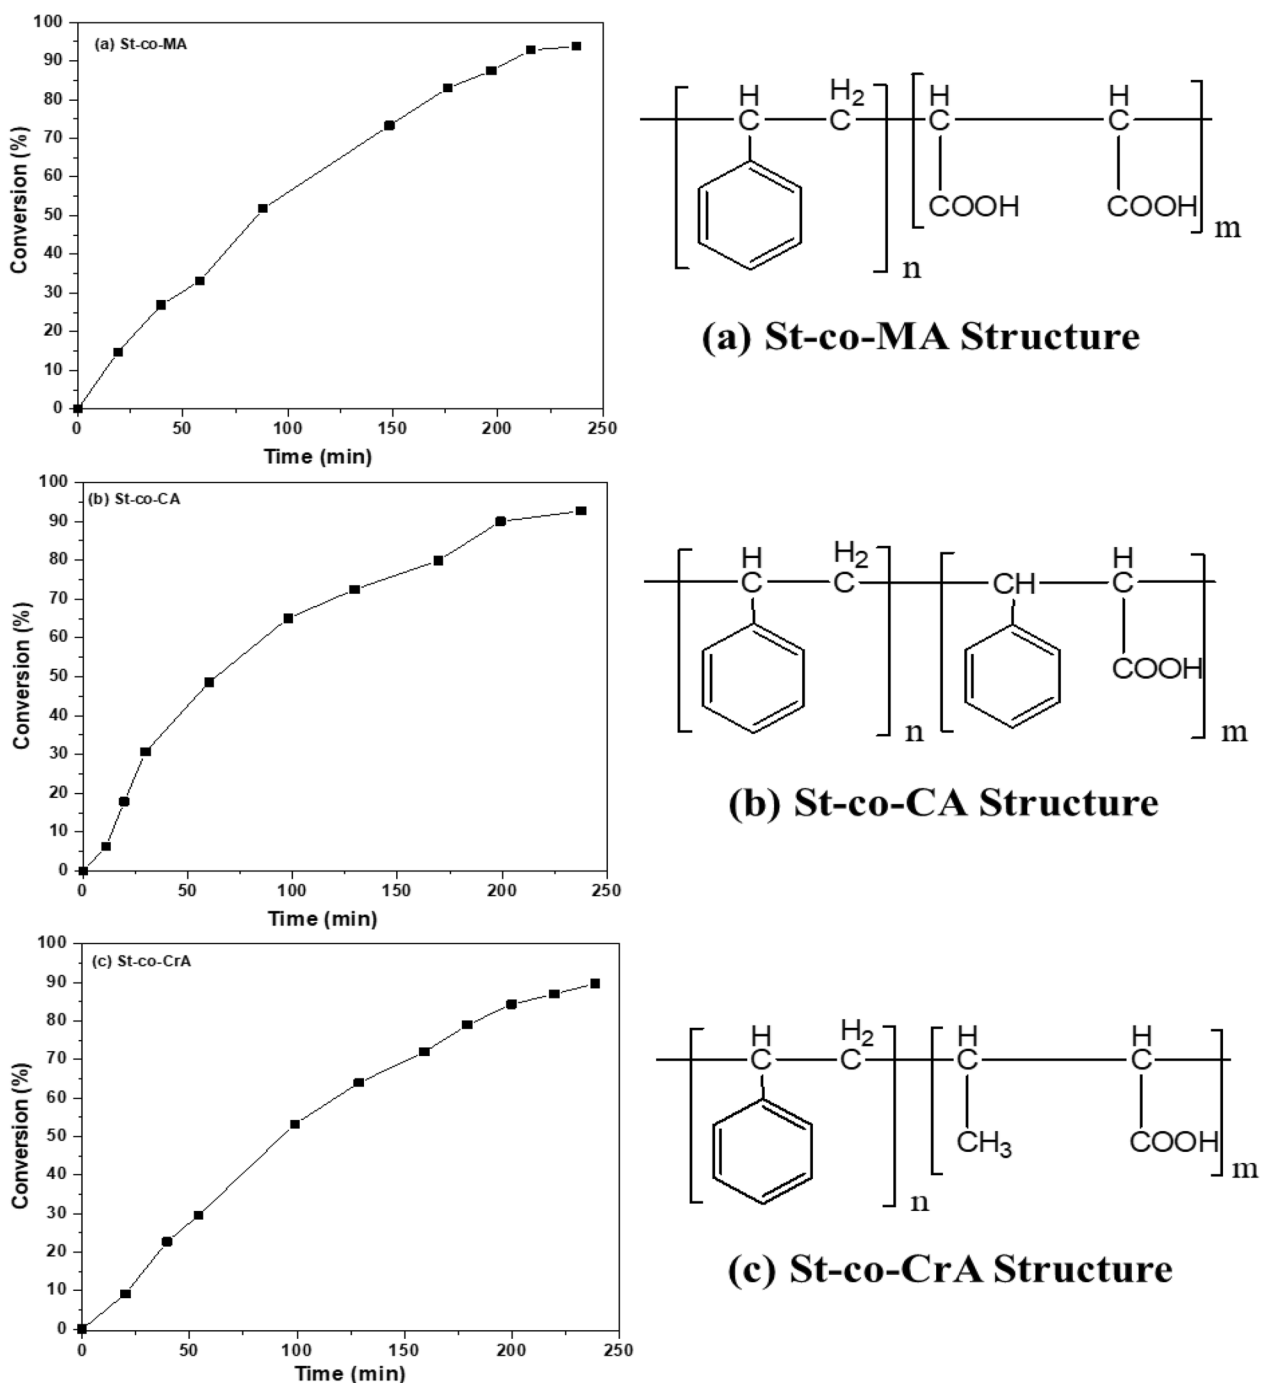 (a) St-co-MA
Conversion (%)
100
90
80
70
60
50
40
30
20
10
0
0 50 100 150 200 250
Time (min)
H H2 H H
C C C C
COOH COOH
n m
(a) St-co-MA Structure
(b) St-co-CA
Conversion (%)
100
90
80
70
60
50
40
30
20
10
0
0 50 100 150 200 250
Time (min)
H H2 H
C C CH C
COOH
n m
(b) St-co-CA Structure
(c) St-co-CrA
Conversion (%)
100
90
80
70
60
50
40
30
20
10
0
0 50 100 150 200 250
Time (min)
H H2 H H
C C C C
CH3 COOH
n m
(c) St-co-CrA Structure